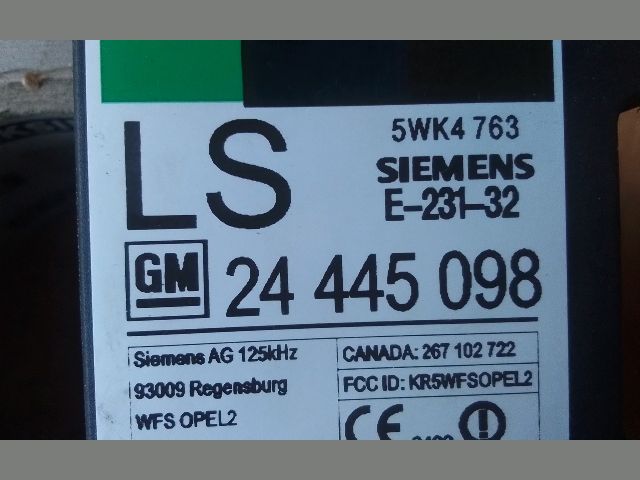 LS
5WK4 763
SIEMENS
E-231-32
GM
24 445 098
Siemens AG 125kHz
93009 Regensburg
WFS OPEL2
CANADA: 267 102 722
FCC ID: KR5WFSOPEL2
CE